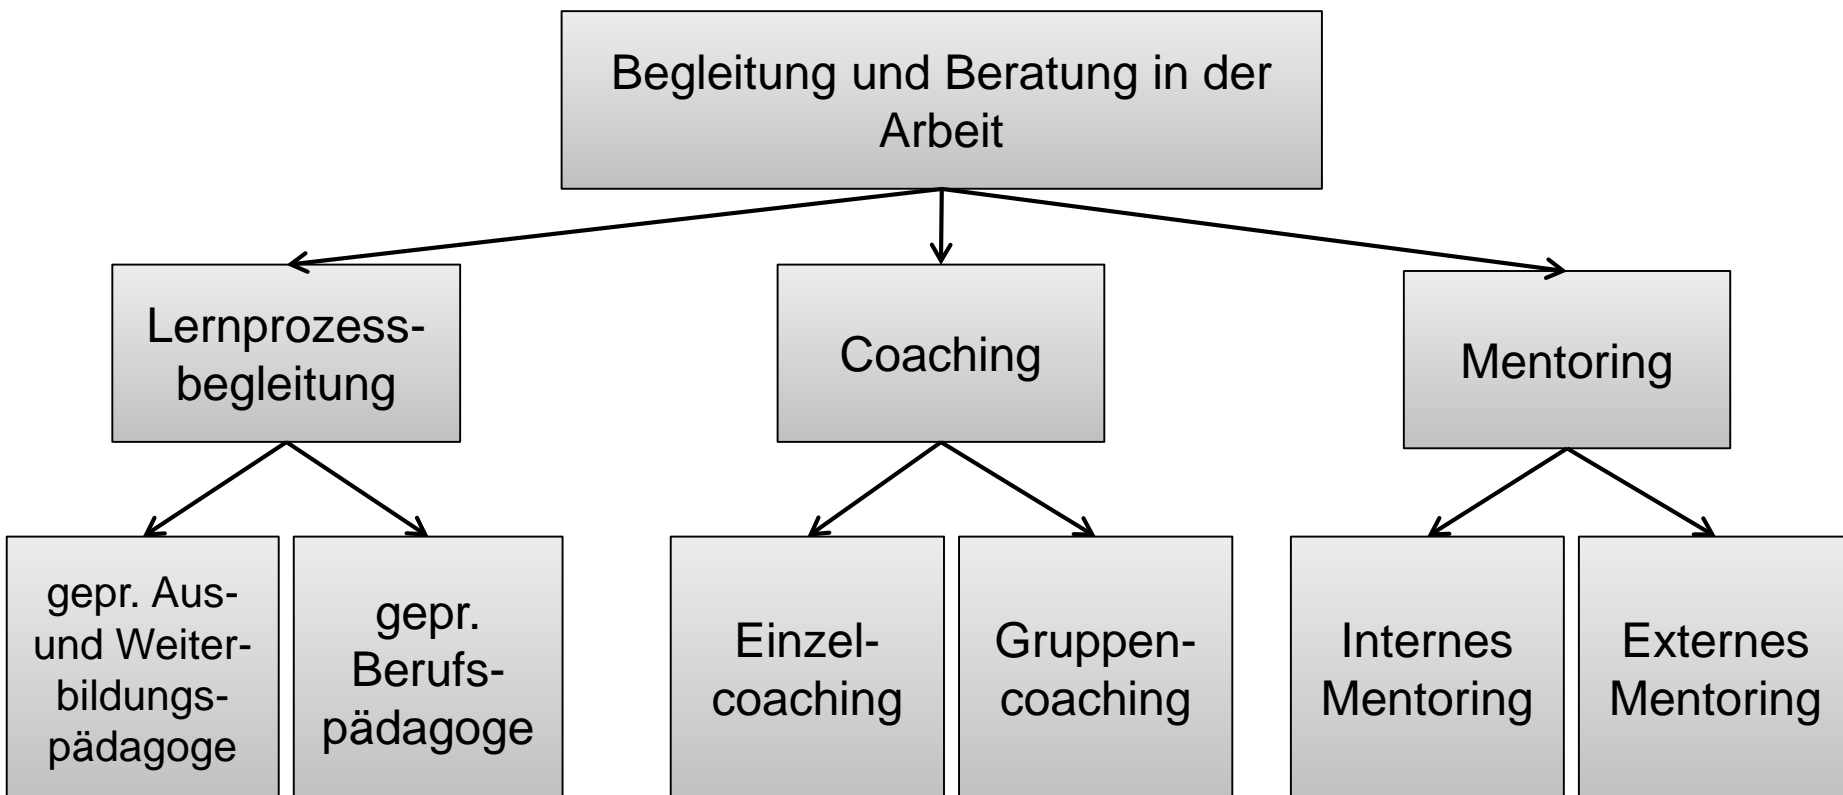 Begleitung und Beratung in der
Arbeit
Lernprozess-
begleitung
Coaching
Mentoring
gepr. Aus-
und Weiter-
bildungs-
pädagoge
gepr.
Berufs-
pädagoge
Einzel-
coaching
Gruppen-
coaching
Internes
Mentoring
Externes
Mentoring